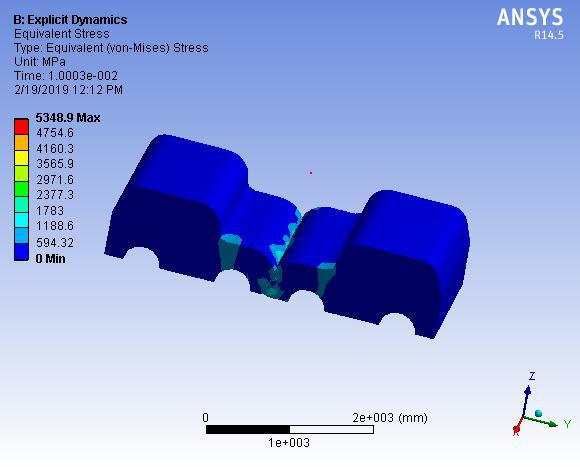 B: Explicit Dynamics
Equivalent Stress
Type: Equivalent (von-Mises) Stress
Unit: MPa
Time: 1.0003e-002
2/19/2019 12:12 PM
ANSYS
R14.5
5348.9 Max
4754.6
4160.3
3565.9
2971.6
2377.3
1783
1188.6
594.32
0 Min
0 2e+003 (mm)
1e+003
Z
Y
X